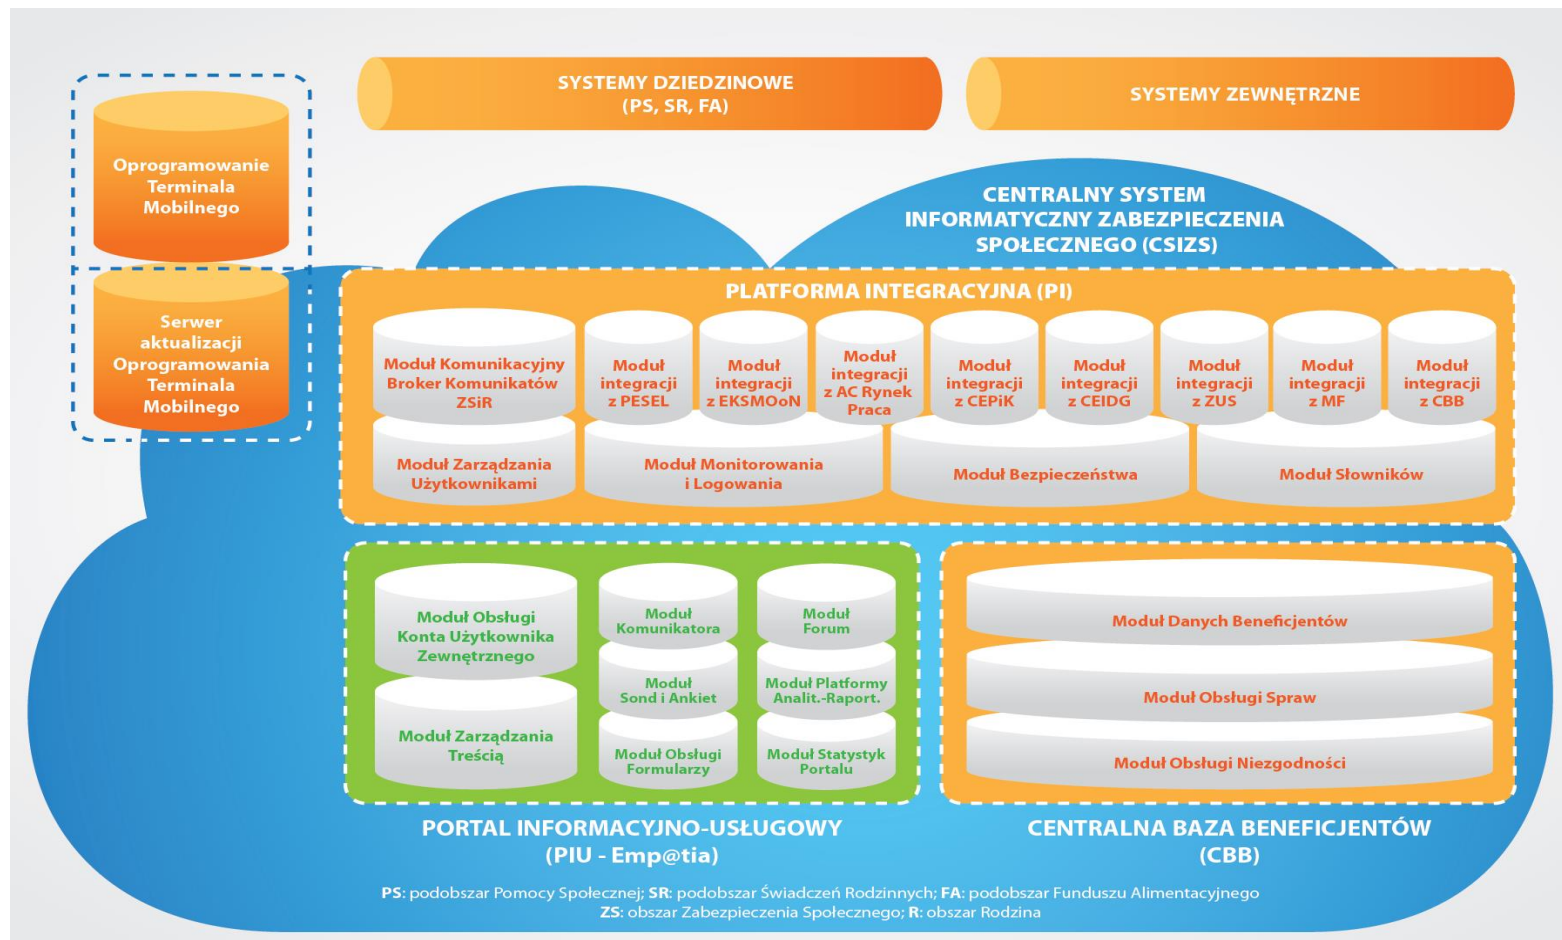 SYSTEMY DZIEDZINOWE
(PS, SR, FA)
SYSTEMY ZEWNĘTRZNE
Oprogramowanie
Terminala
Mobilnego
Serwer
aktualizacji
Oprogramowania
Terminala
Mobilnego
CENTRALNY SYSTEM
INFORMATYCZNY ZABEZPIECZENIA
SPOŁECZNEGO (CSIZS)
PLATFORMA INTEGRACYJNA (PI)
Moduł Komunikacyjny
Broker Komunikatów
ZSiR
Moduł
integracji
z PESEL
Moduł
integracji
z EKSMOoN
Moduł
integracji
z AC Rynek
Praca
Moduł
integracji
z CEPiK
Moduł
integracji
z CEIDG
Moduł
integracji
z ZUS
Moduł
integracji
z MF
Moduł
integracji
z CBB
Moduł Zarządzania
Użytkownikami
Moduł Monitorowania
i Logowania
Moduł Bezpieczeństwa
Moduł Słowników
Moduł Obsługi
Konta Użytkownika
Zewnętrznego
Moduł Zarządzania
Treścią
Moduł
Komunikatora
Moduł
Sond i Ankiet
Moduł Obsługi
Formularzy
Moduł
Forum
Moduł Platformy
Analit.-Raport.
Moduł Statystyk
Portalu
Moduł Danych Beneficjentów
Moduł Obsługi Spraw
Moduł Obsługi Niezgodności
PORTAL INFORMACYJNO-USŁUGOWY
(PIU - Emp@tia)
CENTRALNA BAZA BENEFICJENTÓW
(CBB)
PS: podobszar Pomocy Społecznej; SR: podobszar Świadczeń Rodzinnych; FA: podobszar Funduszu Alimentacyjnego
ZS: obszar Zabezpieczenia Społecznego; R: obszar Rodzina